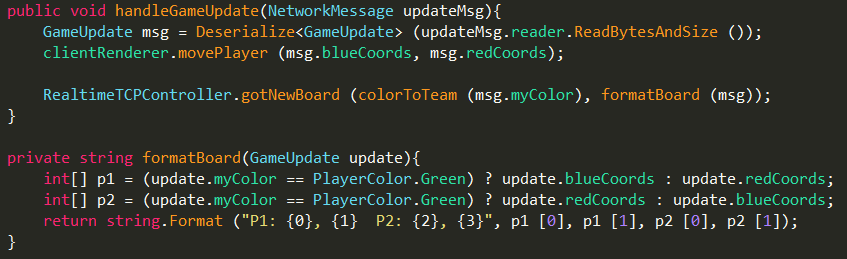 public void handleGameUpdate(NetworkMessage updateMsg){
    GameUpdate msg = Deserialize<GameUpdate> (updateMsg.reader.ReadBytesAndSize ());
    clientRenderer.movePlayer (msg.blueCoords, msg.redCoords);

    RealtimeTCPController.gotNewBoard (colorToTeam (msg.myColor), formatBoard (msg));
}

private string formatBoard(GameUpdate update){
    int[] p1 = (update.myColor == PlayerColor.Green) ? update.blueCoords : update.redCoords;
    int[] p2 = (update.myColor == PlayerColor.Green) ? update.redCoords : update.blueCoords;
    return string.Format ("P1: {0}, {1}  P2: {2}, {3}", p1 [0], p1 [1], p2 [0], p2 [1]);
}